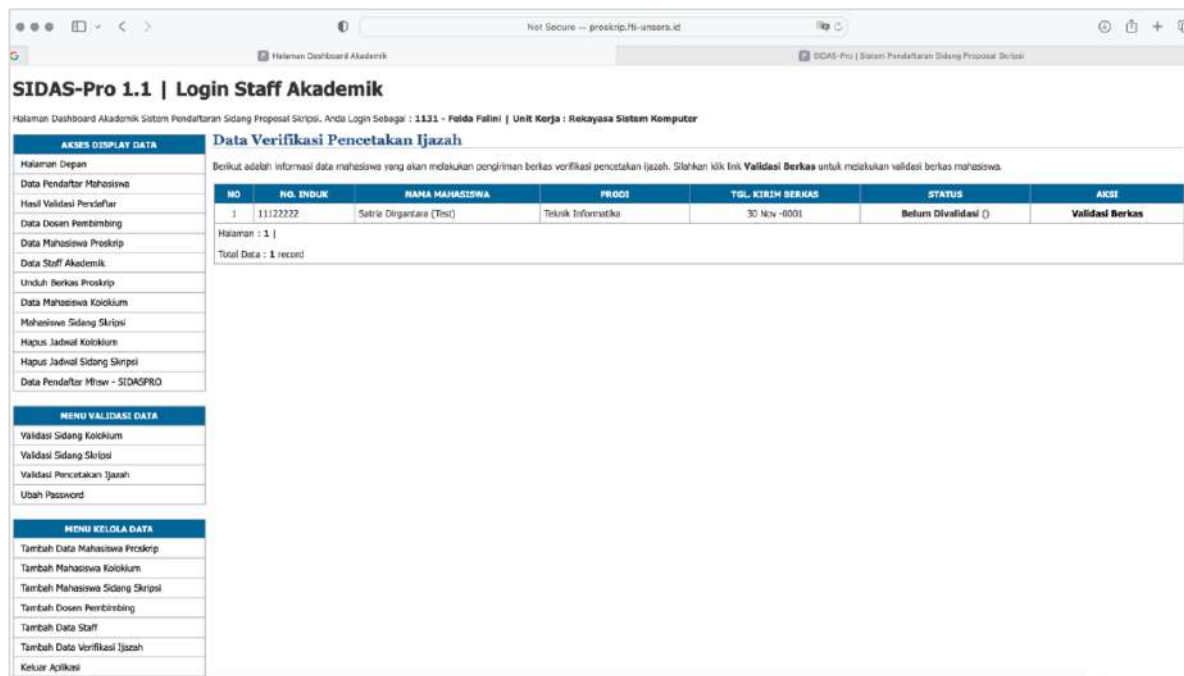 Not Secure — proskrip.fti-unsera.id
Halaman Dashboard Akademik
SIDAS-Pro | Sistem Pendaftaran Sidang Proposal Skripsi
SIDAS-Pro 1.1 | Login Staff Akademik
Halaman Dashboard Akademik Sistem Pendaftaran Sidang Proposal Skripsi. Anda Login Sebagai : 1131 - Felda Falini | Unit Kerja : Rekayasa Sistem Komputer
AKSES DISPLAY DATA
Halaman Depan
Data Pendaftar Mahasiswa
Hasil Validasi Pendaftar
Data Dosen Pembimbing
Data Mahasiswa Proskrip
Data Staff Akademik
Unduh Berkas Proskrip
Data Mahasiswa Kolokium
Mahasiswa Sidang Skripsi
Hapus Jadwal Kolokium
Hapus Jadwal Sidang Skripsi
Data Pendaftar Mhsw - SIDASPRO
MENU VALIDASI DATA
Validasi Sidang Kolokium
Validasi Sidang Skripsi
Validasi Pencetakan Ijazah
Ubah Password
MENU KELOLA DATA
Tambah Data Mahasiswa Proskrip
Tambah Mahasiswa Kolokium
Tambah Mahasiswa Sidang Skripsi
Tambah Dosen Pembimbing
Tambah Data Staff
Tambah Data Verifikasi Ijazah
Keluar Aplikasi
Data Verifikasi Pencetakan Ijazah
Berikut adalah informasi data mahasiswa yang akan melakukan pengiriman berkas verifikasi pencetakan ijazah. Silahkan klik link Validasi Berkas untuk melakukan validasi berkas mahasiswa.
NO NO. INDUK NAMA MAHASISWA PRODI TGL. KIRIM BERKAS STATUS AKSI
1 11122222 Satria Dirgantara (Test) Teknik Informatika 30 Nov -0001 Belum Divalidasi () Validasi Berkas
Halaman : 1 |
Total Data : 1 record